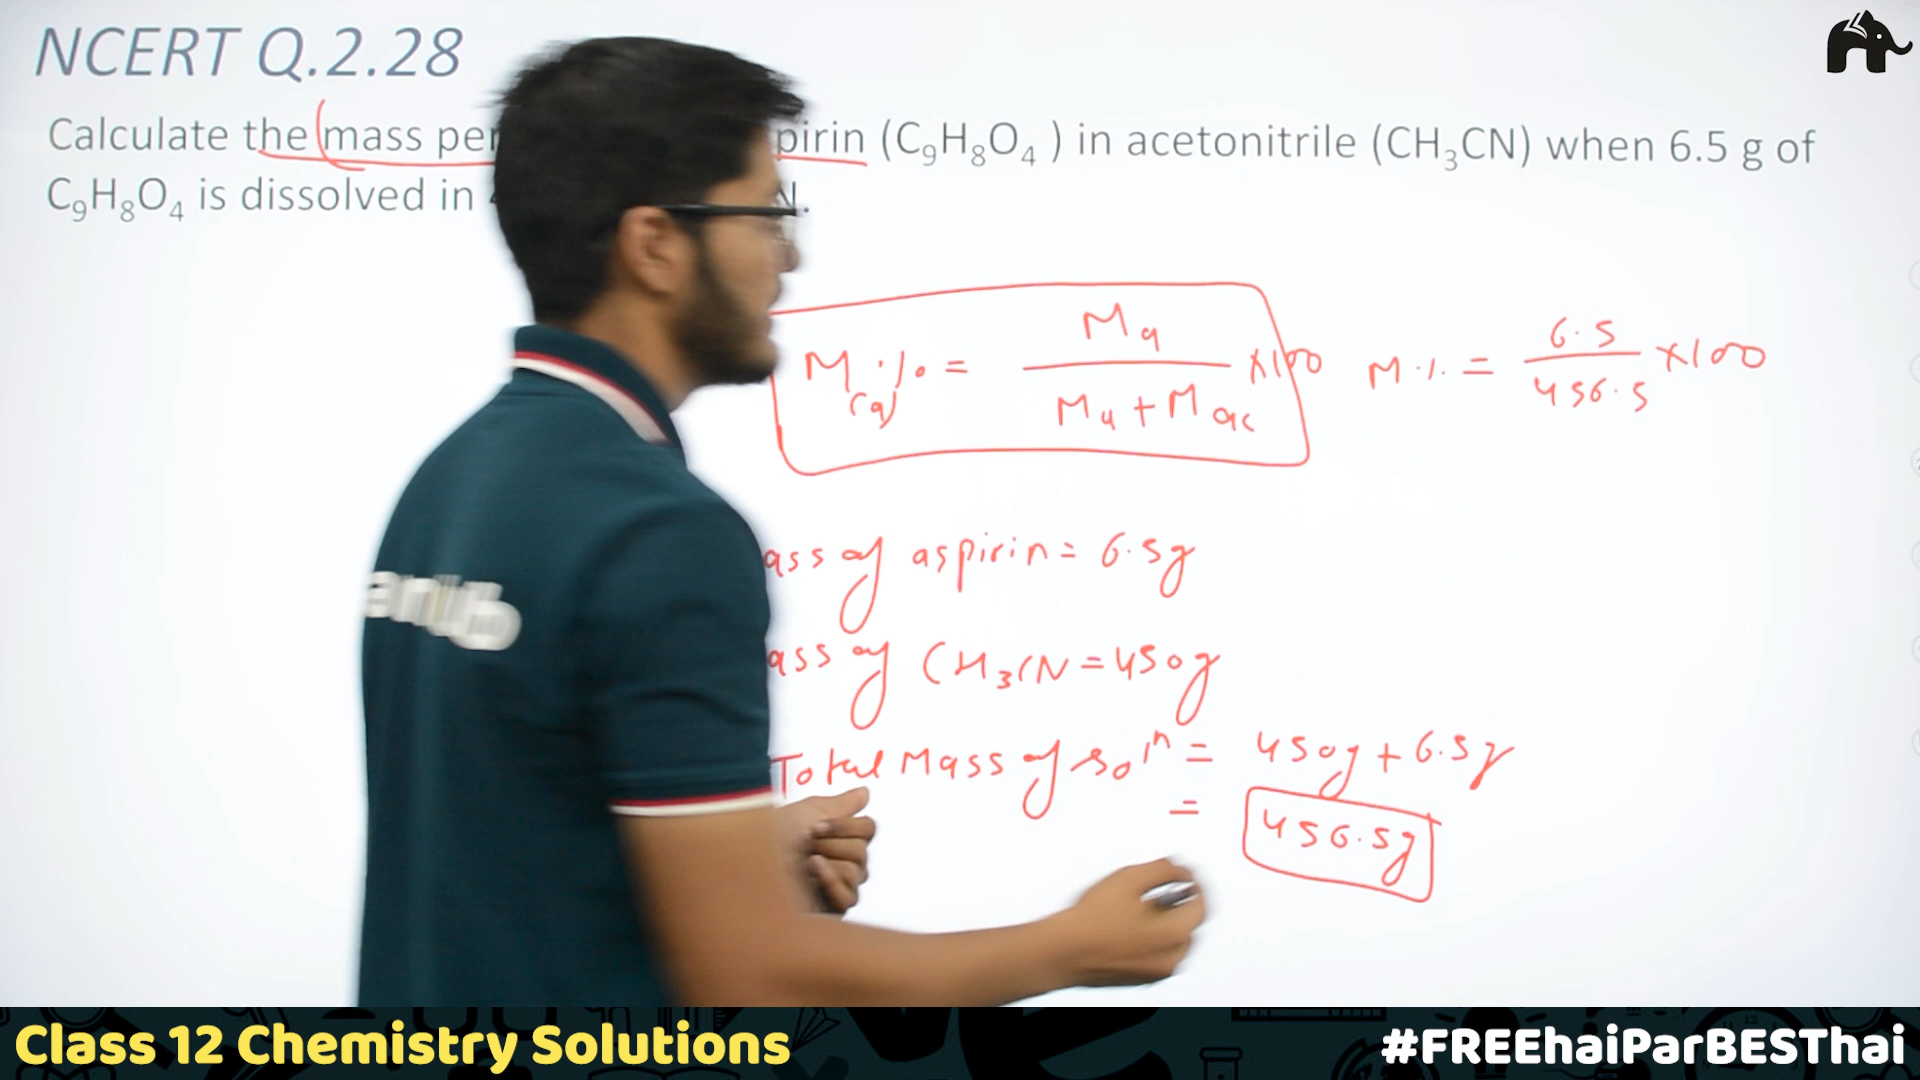 NCERT Q.2.28
Calculate the mass per pirin (C₉H₈O₄ ) in acetonitrile (CH₃CN) when 6.5 g of
C₉H₈O₄ is dissolved in N.
M % (a) = Ma / Ma + Mac ×100
M % = 6.5 / 456.5 ×100
ass of aspirin = 6.5g
ass of CH₃CN = 450g
Total Mass of solⁿ = 450g + 6.5g
= 456.5g
Class 12 Chemistry Solutions
#FREEhaiParBESThai